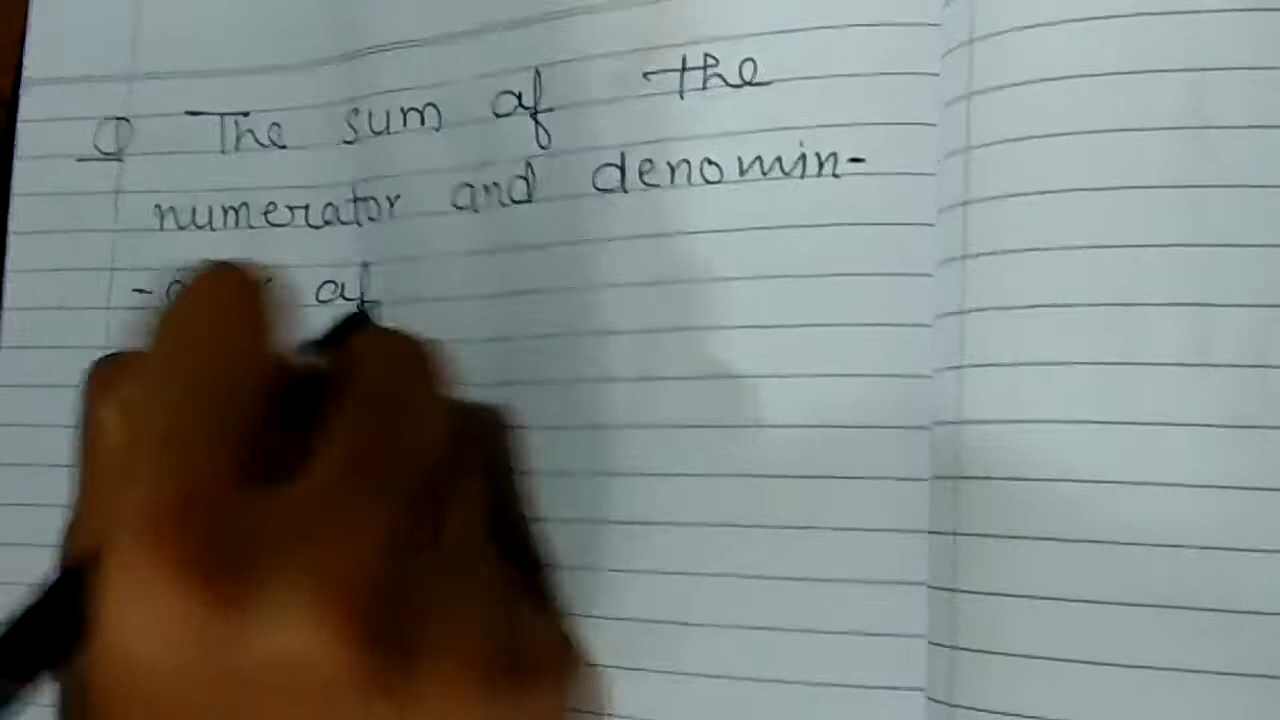 Q The sum of the
numerator and denomin-
of